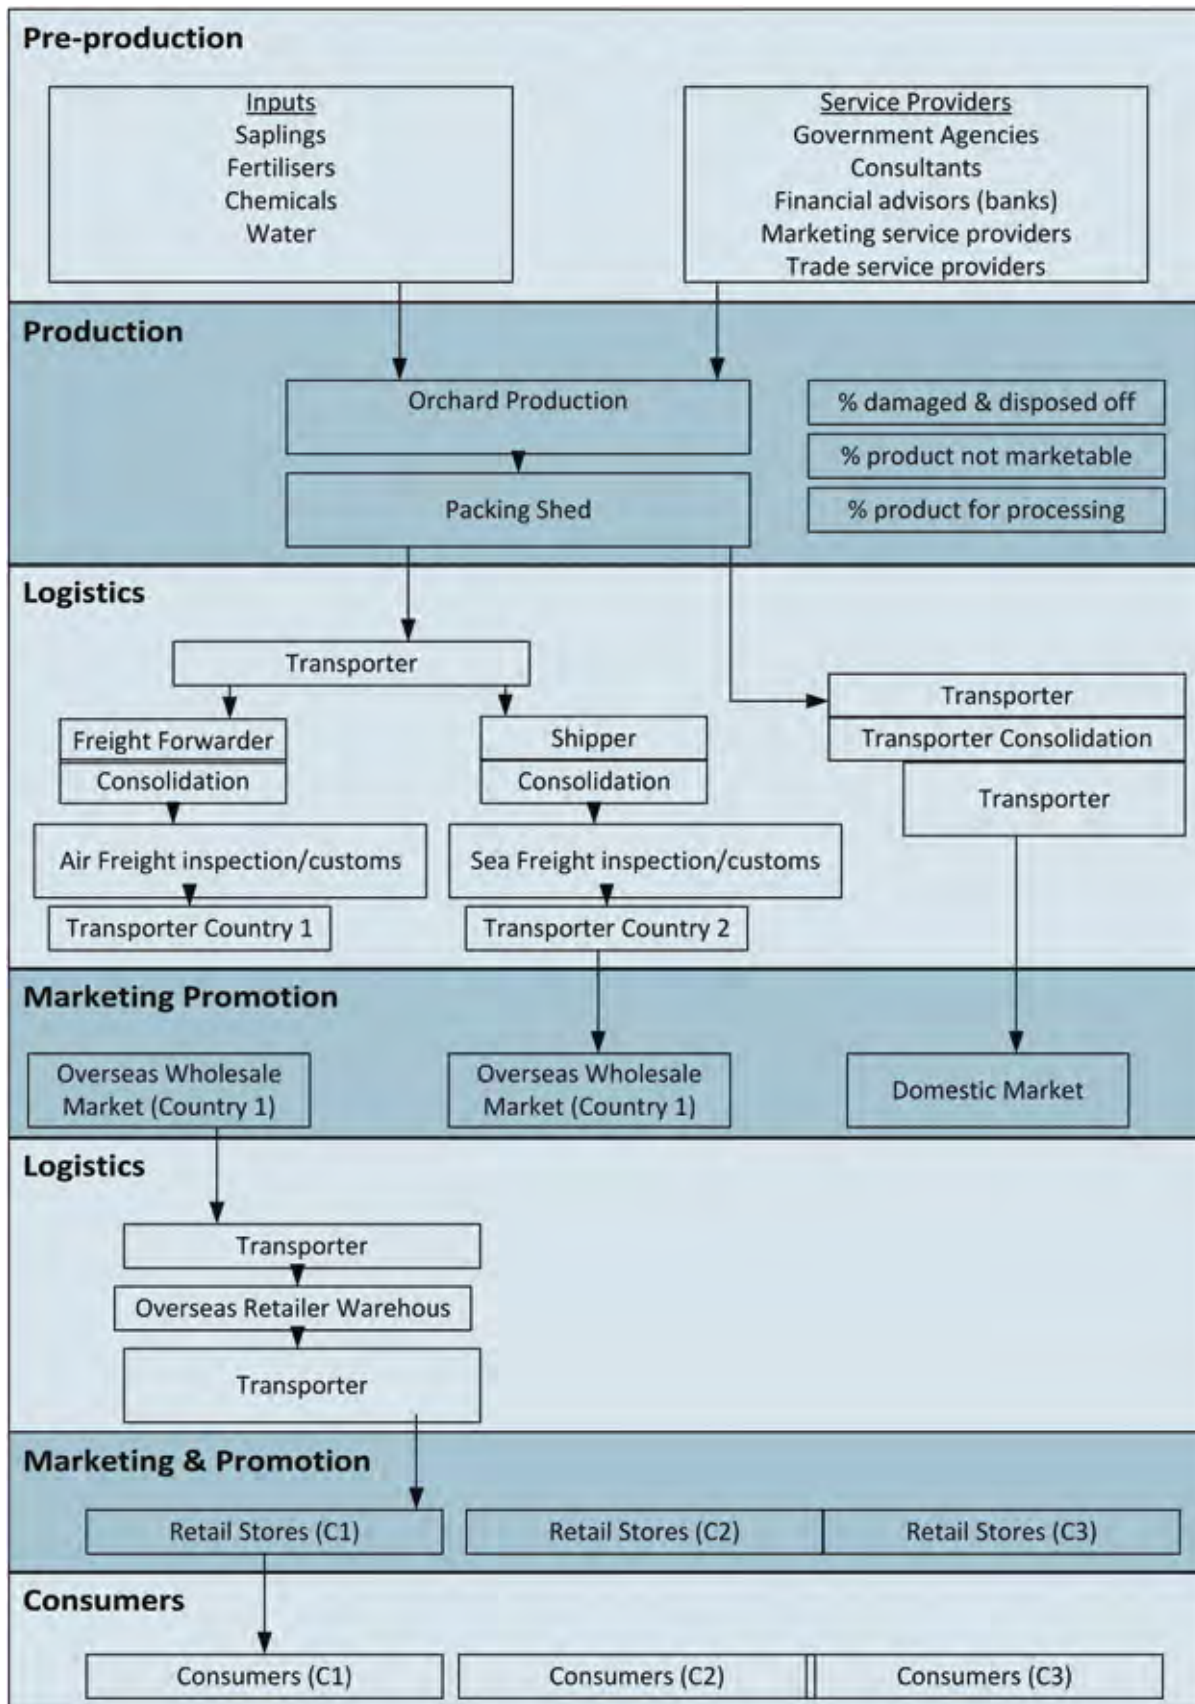 Pre-production
Inputs
Saplings
Fertilisers
Chemicals
Water
Service Providers
Government Agencies
Consultants
Financial advisors (banks)
Marketing service providers
Trade service providers
Production
Orchard Production
Packing Shed
% damaged & disposed off
% product not marketable
% product for processing
Logistics
Transporter
Freight Forwarder
Consolidation
Air Freight inspection/customs
Transporter Country 1
Shipper
Consolidation
Sea Freight inspection/customs
Transporter Country 2
Transporter
Transporter Consolidation
Transporter
Marketing Promotion
Overseas Wholesale
Market (Country 1)
Overseas Wholesale
Market (Country 1)
Domestic Market
Logistics
Transporter
Overseas Retailer Warehous
Transporter
Marketing & Promotion
Retail Stores (C1)
Retail Stores (C2)
Retail Stores (C3)
Consumers
Consumers (C1)
Consumers (C2)
Consumers (C3)